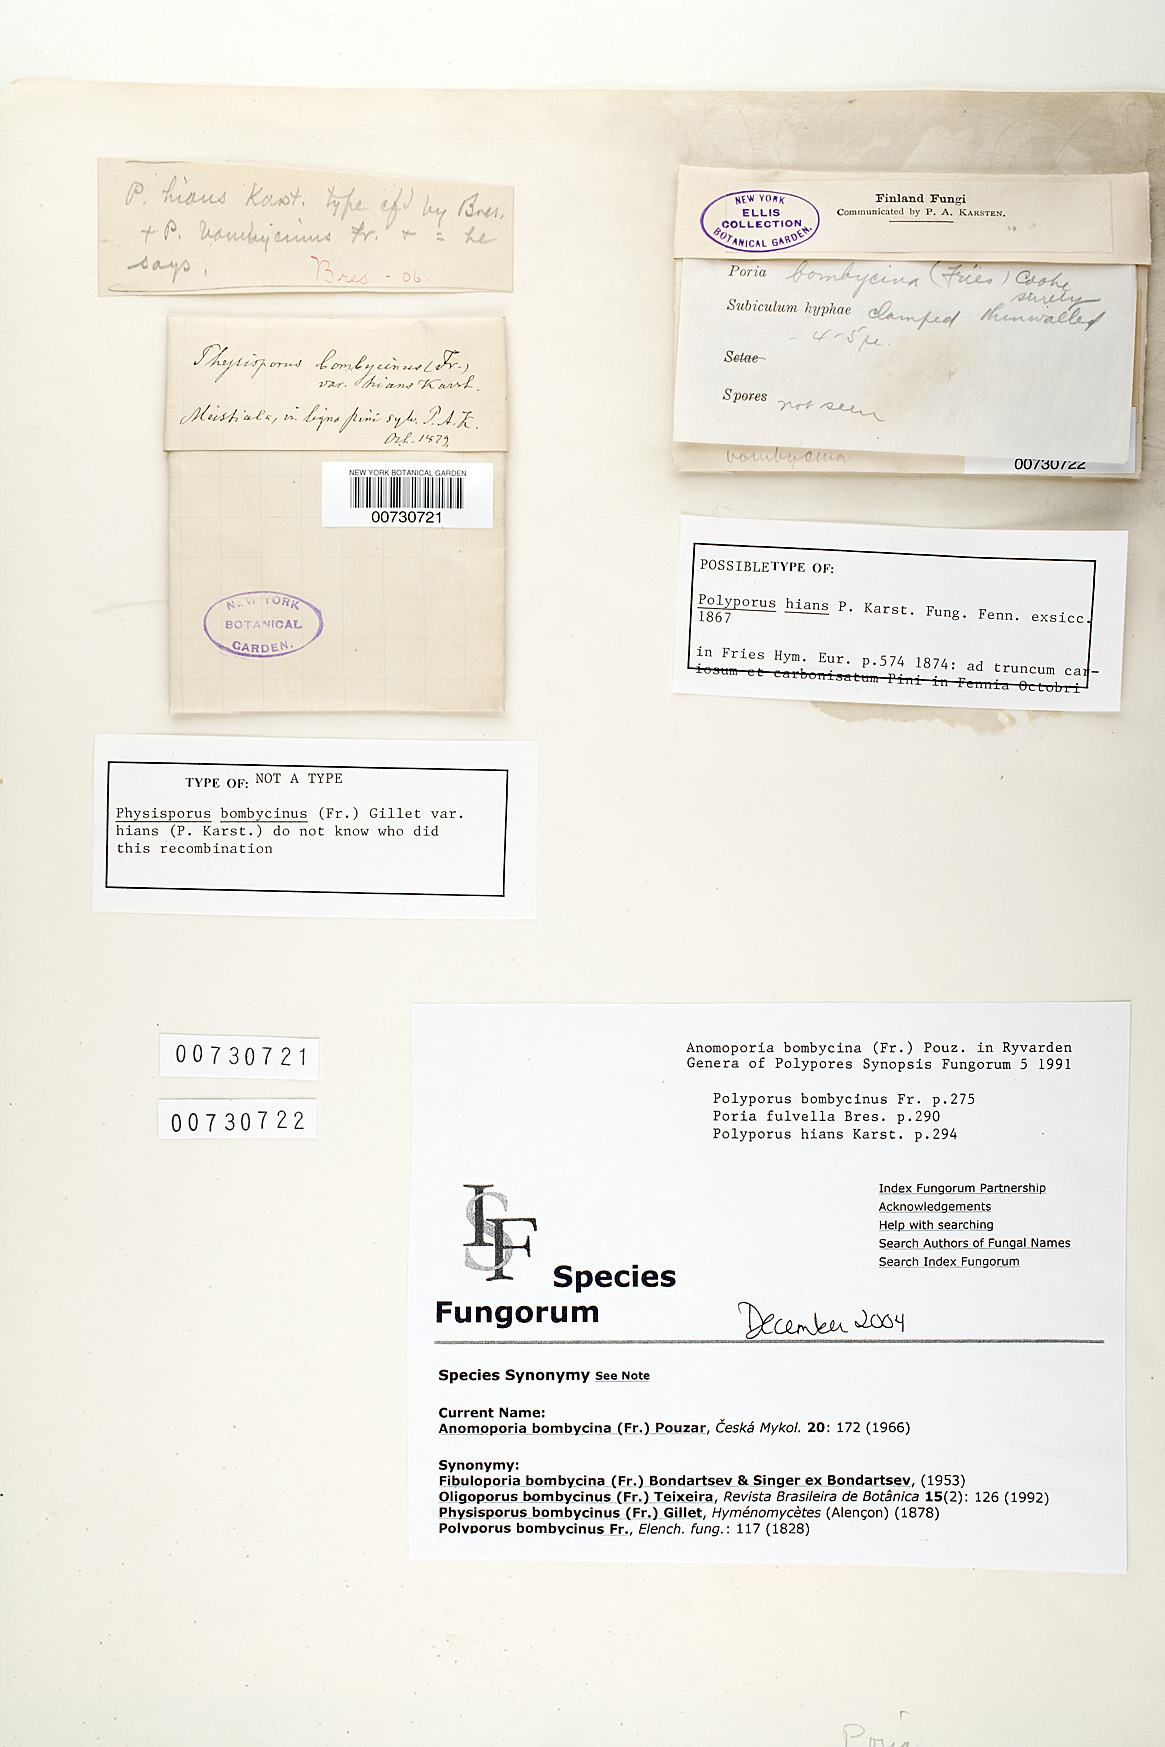 P. hians Karst. type cfd by Bres.
+ P. bombycinus Fr. + = he
says.
Bres. - 06.
Physisporus bombycinus (Fr.)
var. hians Karst.
Mustiala, in ligno pini sylv. P. A. K.
Oct. 1879
NEW YORK BOTANICAL GARDEN
00730721
NEW YORK
BOTANICAL
GARDEN.
TYPE OF: NOT A TYPE
Physisporus bombycinus (Fr.) Gillet var.
hians (P. Karst.) do not know who did
this recombination
00730721
00730722
NEW YORK
ELLIS
COLLECTION
BOTANICAL GARDEN.
Finland Fungi
Communicated by P. A. KARSTEN.
Poria bombycina (Fries) Cooke
surely
Subiculum hyphae clamped thinwalled
- 4-5 µ.
Setae
Spores not seen
bombycina
00730722
POSSIBLE TYPE OF:
Polyporus hians P. Karst. Fung. Fenn. exsicc.
1867
in Fries Hym. Eur. p.574 1874: ad truncum car-
iosum et carbonisatum Pini in Fennia Octobri
Anomoporia bombycina (Fr.) Pouz. in Ryvarden
Genera of Polypores Synopsis Fungorum 5 1991
Polyporus bombycinus Fr. p.275
Poria fulvella Bres. p.290
Polyporus hians Karst. p.294
Index Fungorum Partnership
Acknowledgements
Help with searching
Search Authors of Fungal Names
Search Index Fungorum
ISF
Species
Fungorum
December 2004
Species Synonymy See Note
Current Name:
Anomoporia bombycina (Fr.) Pouzar, Česká Mykol. 20: 172 (1966)
Synonymy:
Fibuloporia bombycina (Fr.) Bondartsev & Singer ex Bondartsev, (1953)
Oligoporus bombycinus (Fr.) Teixeira, Revista Brasileira de Botânica 15(2): 126 (1992)
Physisporus bombycinus (Fr.) Gillet, Hyménomycètes (Alençon) (1878)
Polyporus bombycinus Fr., Elench. fung.: 117 (1828)
Poria